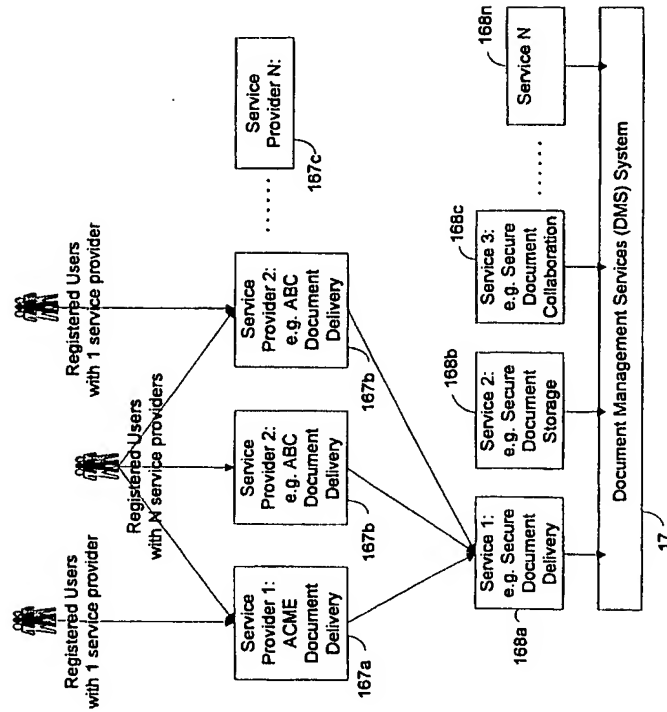 Registered Users
with 1 service provider
Registered Users
with N service providers
Registered Users
with 1 service provider
Service
Provider 1:
ACME
Document
Delivery
167a
Service
Provider 2:
e.g. ABC
Document
Delivery
167b
Service
Provider 2:
e.g. ABC
Document
Delivery
167b
Service
Provider N:
167c
......
Service 1:
e.g. Secure
Document
Delivery
168a
Service 2:
e.g. Secure
Document
Storage
168b
Service 3:
e.g. Secure
Document
Collaboration
168c
......
Service N
168n
Document Management Services (DMS) System
17